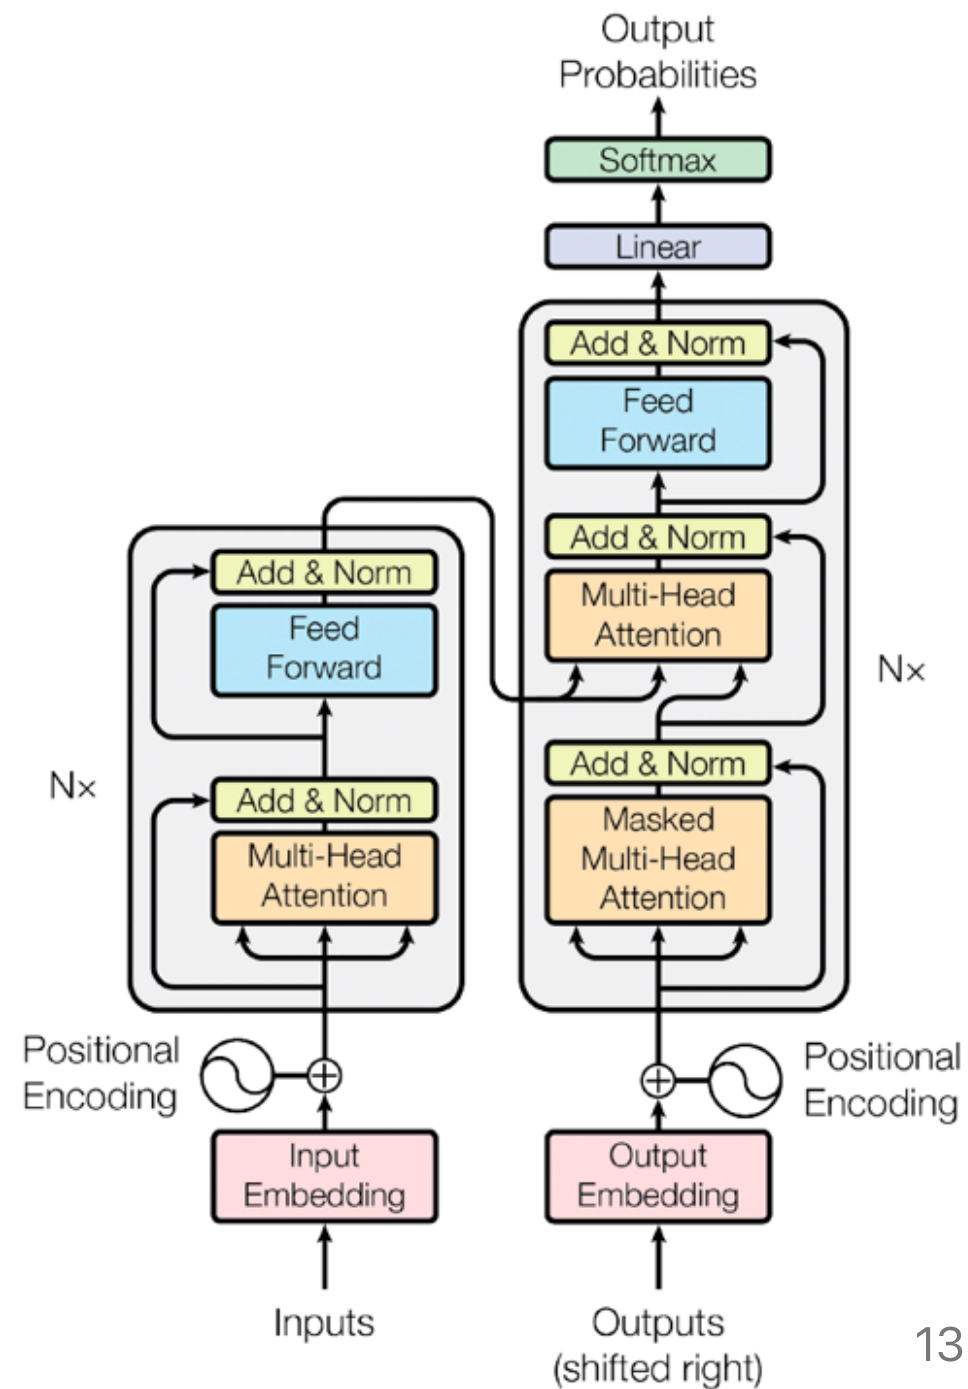 Output
Probabilities
Softmax
Linear
Add & Norm
Feed
Forward
Add & Norm
Multi-Head
Attention
Nx
Add & Norm
Masked
Multi-Head
Attention
Add & Norm
Feed
Forward
Nx
Add & Norm
Multi-Head
Attention
Positional
Encoding
Positional
Encoding
Input
Embedding
Output
Embedding
Inputs
Outputs
(shifted right)
13